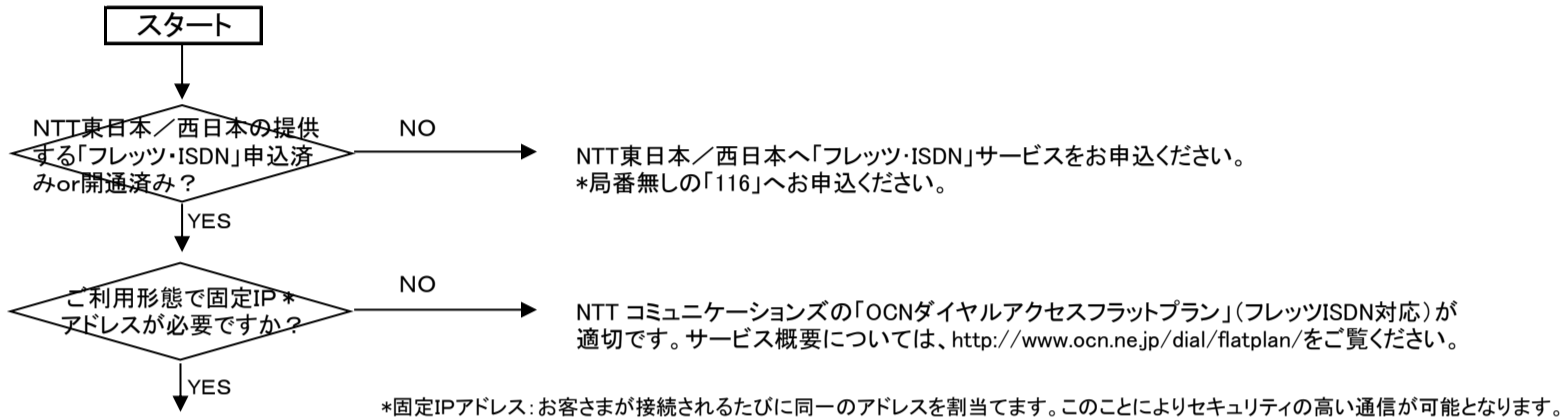 スタート
NTT東日本／西日本の提供
する「フレッツ・ISDN」申込済
みor開通済み？
NO
NTT東日本／西日本へ「フレッツ・ISDN」サービスをお申込ください。
*局番無しの「116」へお申込ください。
YES
ご利用形態で固定IP*
アドレスが必要ですか？
NO
NTT コミュニケーションズの「OCNダイヤルアクセスフラットプラン」（フレッツISDN対応）が
適切です。サービス概要については、http://www.ocn.ne.jp/dial/flatplan/をご覧ください。
YES
*固定IPアドレス：お客さまが接続されるたびに同一のアドレスを割当てます。このことによりセキュリティの高い通信が可能となります。